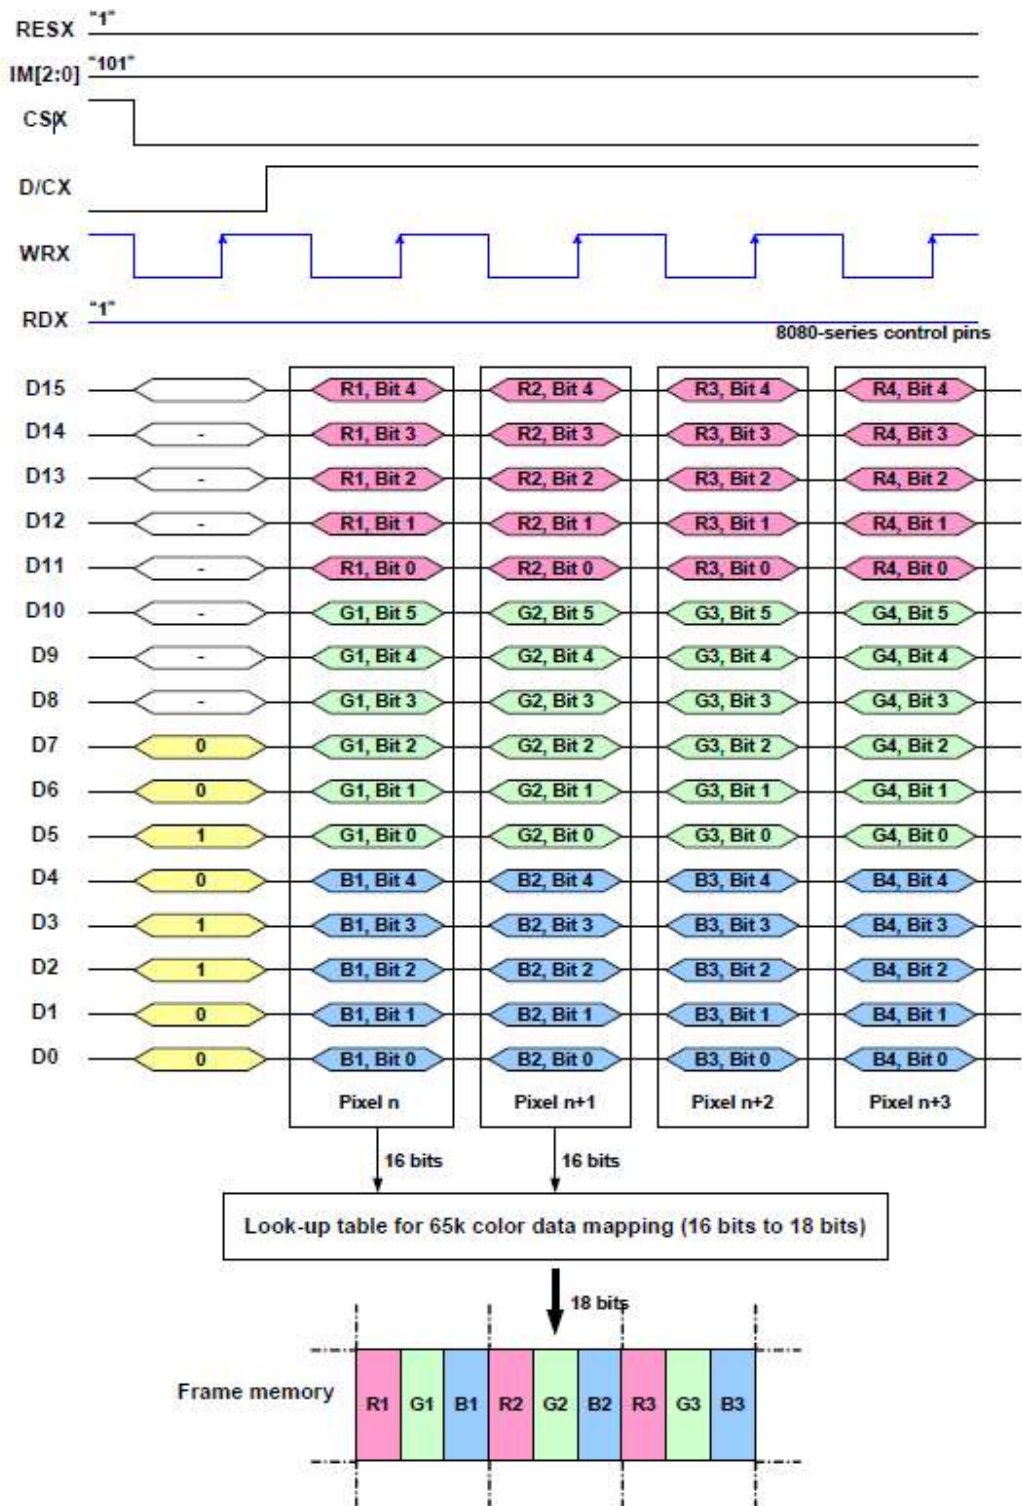 RESX "1"
IM[2:0] "101"
CSX
D/CX
WRX
RDX "1"
8080-series control pins
D15 R1, Bit 4 R2, Bit 4 R3, Bit 4 R4, Bit 4
D14 - R1, Bit 3 R2, Bit 3 R3, Bit 3 R4, Bit 3
D13 - R1, Bit 2 R2, Bit 2 R3, Bit 2 R4, Bit 2
D12 - R1, Bit 1 R2, Bit 1 R3, Bit 1 R4, Bit 1
D11 - R1, Bit 0 R2, Bit 0 R3, Bit 0 R4, Bit 0
D10 - G1, Bit 5 G2, Bit 5 G3, Bit 5 G4, Bit 5
D9 - G1, Bit 4 G2, Bit 4 G3, Bit 4 G4, Bit 4
D8 - G1, Bit 3 G2, Bit 3 G3, Bit 3 G4, Bit 3
D7 0 G1, Bit 2 G2, Bit 2 G3, Bit 2 G4, Bit 2
D6 0 G1, Bit 1 G2, Bit 1 G3, Bit 1 G4, Bit 1
D5 1 G1, Bit 0 G2, Bit 0 G3, Bit 0 G4, Bit 0
D4 0 B1, Bit 4 B2, Bit 4 B3, Bit 4 B4, Bit 4
D3 1 B1, Bit 3 B2, Bit 3 B3, Bit 3 B4, Bit 3
D2 1 B1, Bit 2 B2, Bit 2 B3, Bit 2 B4, Bit 2
D1 0 B1, Bit 1 B2, Bit 1 B3, Bit 1 B4, Bit 1
D0 0 B1, Bit 0 B2, Bit 0 B3, Bit 0 B4, Bit 0
Pixel n Pixel n+1 Pixel n+2 Pixel n+3
16 bits 16 bits
Look-up table for 65k color data mapping (16 bits to 18 bits)
18 bits
Frame memory R1 G1 B1 R2 G2 B2 R3 G3 B3